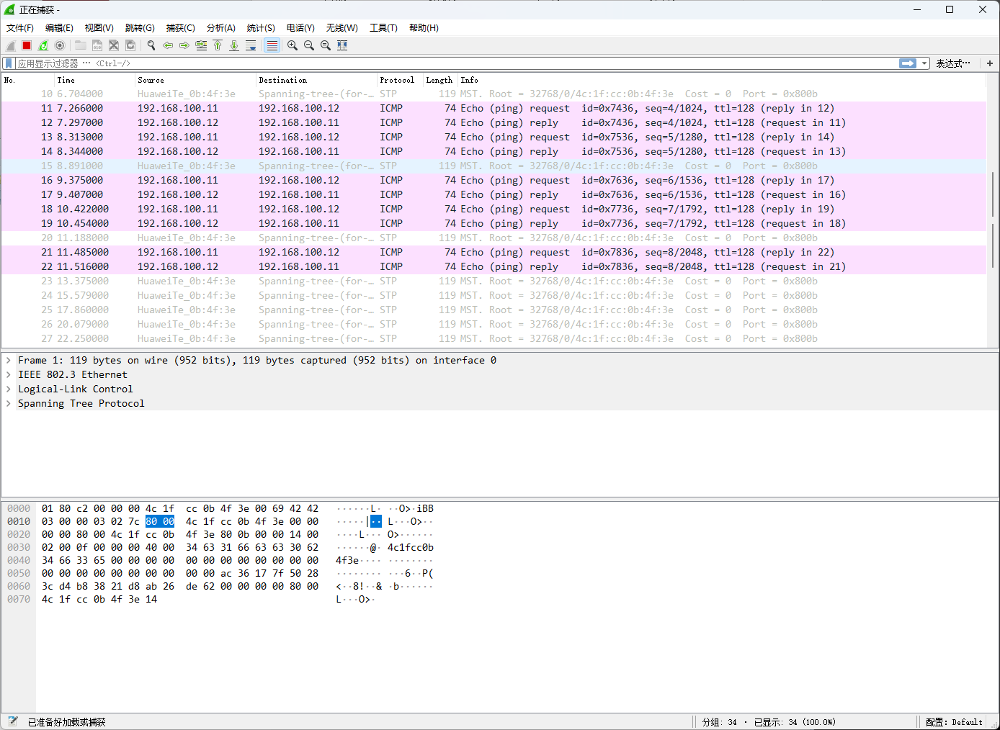 正在捕获 -
文件(F) 编辑(E) 视图(V) 跳转(G) 捕获(C) 分析(A) 统计(S) 电话(Y) 无线(W) 工具(T) 帮助(H)
应用显示过滤器 … <Ctrl-/> 表达式… +
No. Time Source Destination Protocol Length Info
10 6.704000 HuaweiTe_0b:4f:3e Spanning-tree-(for-… STP 119 MST. Root = 32768/0/4c:1f:cc:0b:4f:3e Cost = 0 Port = 0x800b
11 7.266000 192.168.100.11 192.168.100.12 ICMP 74 Echo (ping) request id=0x7436, seq=4/1024, ttl=128 (reply in 12)
12 7.297000 192.168.100.12 192.168.100.11 ICMP 74 Echo (ping) reply id=0x7436, seq=4/1024, ttl=128 (request in 11)
13 8.313000 192.168.100.11 192.168.100.12 ICMP 74 Echo (ping) request id=0x7536, seq=5/1280, ttl=128 (reply in 14)
14 8.344000 192.168.100.12 192.168.100.11 ICMP 74 Echo (ping) reply id=0x7536, seq=5/1280, ttl=128 (request in 13)
15 8.891000 HuaweiTe_0b:4f:3e Spanning-tree-(for-… STP 119 MST. Root = 32768/0/4c:1f:cc:0b:4f:3e Cost = 0 Port = 0x800b
16 9.375000 192.168.100.11 192.168.100.12 ICMP 74 Echo (ping) request id=0x7636, seq=6/1536, ttl=128 (reply in 17)
17 9.407000 192.168.100.12 192.168.100.11 ICMP 74 Echo (ping) reply id=0x7636, seq=6/1536, ttl=128 (request in 16)
18 10.422000 192.168.100.11 192.168.100.12 ICMP 74 Echo (ping) request id=0x7736, seq=7/1792, ttl=128 (reply in 19)
19 10.454000 192.168.100.12 192.168.100.11 ICMP 74 Echo (ping) reply id=0x7736, seq=7/1792, ttl=128 (request in 18)
20 11.188000 HuaweiTe_0b:4f:3e Spanning-tree-(for-… STP 119 MST. Root = 32768/0/4c:1f:cc:0b:4f:3e Cost = 0 Port = 0x800b
21 11.485000 192.168.100.11 192.168.100.12 ICMP 74 Echo (ping) request id=0x7836, seq=8/2048, ttl=128 (reply in 22)
22 11.516000 192.168.100.12 192.168.100.11 ICMP 74 Echo (ping) reply id=0x7836, seq=8/2048, ttl=128 (request in 21)
23 13.375000 HuaweiTe_0b:4f:3e Spanning-tree-(for-… STP 119 MST. Root = 32768/0/4c:1f:cc:0b:4f:3e Cost = 0 Port = 0x800b
24 15.579000 HuaweiTe_0b:4f:3e Spanning-tree-(for-… STP 119 MST. Root = 32768/0/4c:1f:cc:0b:4f:3e Cost = 0 Port = 0x800b
25 17.860000 HuaweiTe_0b:4f:3e Spanning-tree-(for-… STP 119 MST. Root = 32768/0/4c:1f:cc:0b:4f:3e Cost = 0 Port = 0x800b
26 20.079000 HuaweiTe_0b:4f:3e Spanning-tree-(for-… STP 119 MST. Root = 32768/0/4c:1f:cc:0b:4f:3e Cost = 0 Port = 0x800b
27 22.250000 HuaweiTe_0b:4f:3e Spanning-tree-(for-… STP 119 MST. Root = 32768/0/4c:1f:cc:0b:4f:3e Cost = 0 Port = 0x800b
Frame 1: 119 bytes on wire (952 bits), 119 bytes captured (952 bits) on interface 0
IEEE 802.3 Ethernet
Logical-Link Control
Spanning Tree Protocol
0000 01 80 c2 00 00 00 4c 1f cc 0b 4f 3e 00 69 42 42 ······L· ··O>·iBB
0010 03 00 00 03 02 7c 80 00 4c 1f cc 0b 4f 3e 00 00 ·····|·· L···O>··
0020 00 00 80 00 4c 1f cc 0b 4f 3e 80 0b 00 00 14 00 ····L··· O>······
0030 02 00 0f 00 00 00 40 00 34 63 31 66 63 63 30 62 ······@· 4c1fcc0b
0040 34 66 33 65 00 00 00 00 00 00 00 00 00 00 00 00 4f3e···· ········
0050 00 00 00 00 00 00 00 00 00 00 ac 36 17 7f 50 28 ········ ···6··P(
0060 3c d4 b8 38 21 d8 ab 26 de 62 00 00 00 00 80 00 <··8!··& ·b······
0070 4c 1f cc 0b 4f 3e 14 L···O>·
已准备好加载或捕获 分组: 34 · 已显示: 34 (100.0%) 配置: Default